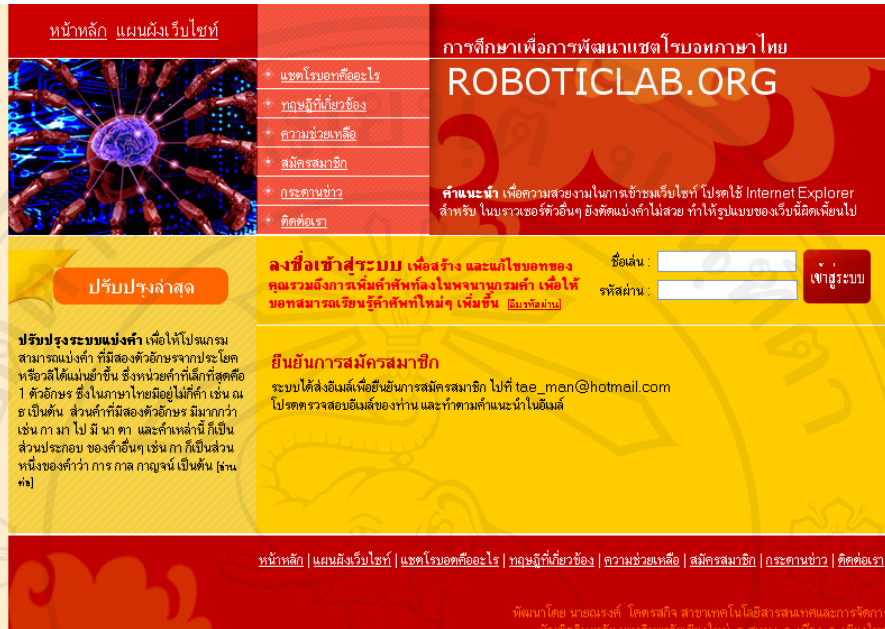 หน้าหลัก แผนผังเว็บไซท์
การศึกษาเพื่อการพัฒนาแชตโรบอทภาษาไทย
ROBOTICLAB.ORG
แชตโรบอทคืออะไร
ทฤษฎีที่เกี่ยวข้อง
ความช่วยเหลือ
สมัครสมาชิก
กระดานข่าว
ติดต่อเรา
คำแนะนำ เพื่อความสวยงามในการเข้าชมเว็บไซท์ โปรดใช้ Internet Explorer
สำหรับ ในบราวเซอร์ตัวอื่นๆ ยังตัดแบ่งคำไม่สวย ทำให้รูปแบบของเว็บนี้ผิดเพี้ยนไป
ปรับปรุงล่าสุด
ปรับปรุงระบบแบ่งคำ เพื่อให้โปรแกรม
สามารถแบ่งคำ ที่มีสองตัวอักษรจากประโยค
หรือวลีได้แม่นยำขึ้น ซึ่งหน่วยคำที่เล็กที่สุดคือ
1 ตัวอักษร ซึ่งในภาษาไทยมีอยู่ไม่กี่คำ เช่น ณ
ธ เป็นต้น ส่วนคำที่มีสองตัวอักษร มีมากกว่า
เช่น กา มา ไป มี นา ตา และคำเหล่านี้ ก็เป็น
ส่วนประกอบ ของคำอื่นๆ เช่น กา ก็เป็นส่วน
หนึ่งของคำว่า การ กาล กาญจน์ เป็นต้น [อ่าน
ต่อ]
ลงชื่อเข้าสู่ระบบ เพื่อสร้าง และแก้ไขบอทของ
คุณรวมถึงการเพิ่มคำศัพท์ลงในพจนานุกรมคำ เพื่อให้
บอทสมารถเรียนรู้คำศัพท์ใหม่ๆ เพิ่มขึ้น [ลืมรหัสผ่าน]
ชื่อเล่น :
รหัสผ่าน :
เข้าสู่ระบบ
ยืนยันการสมัครสมาชิก
ระบบได้ส่งอีเมล์เพื่อยืนยันการสมัครสมาชิก ไปที่ tae_man@hotmail.com
โปรดตรวจสอบอีเมล์ของท่าน และทำตามคำแนะนำในอีเมล์
หน้าหลัก | แผนผังเว็บไซท์ | แชตโรบอตคืออะไร | ทฤษฎีที่เกี่ยวข้อง | ความช่วยเหลือ | สมัครสมาชิก | กระดานข่าว | ติดต่อเรา
พัฒนาโดย นายณรงค์ โคตรสกิจ สาขาเทคโนโลยีสารสนเทศและการจัดการ